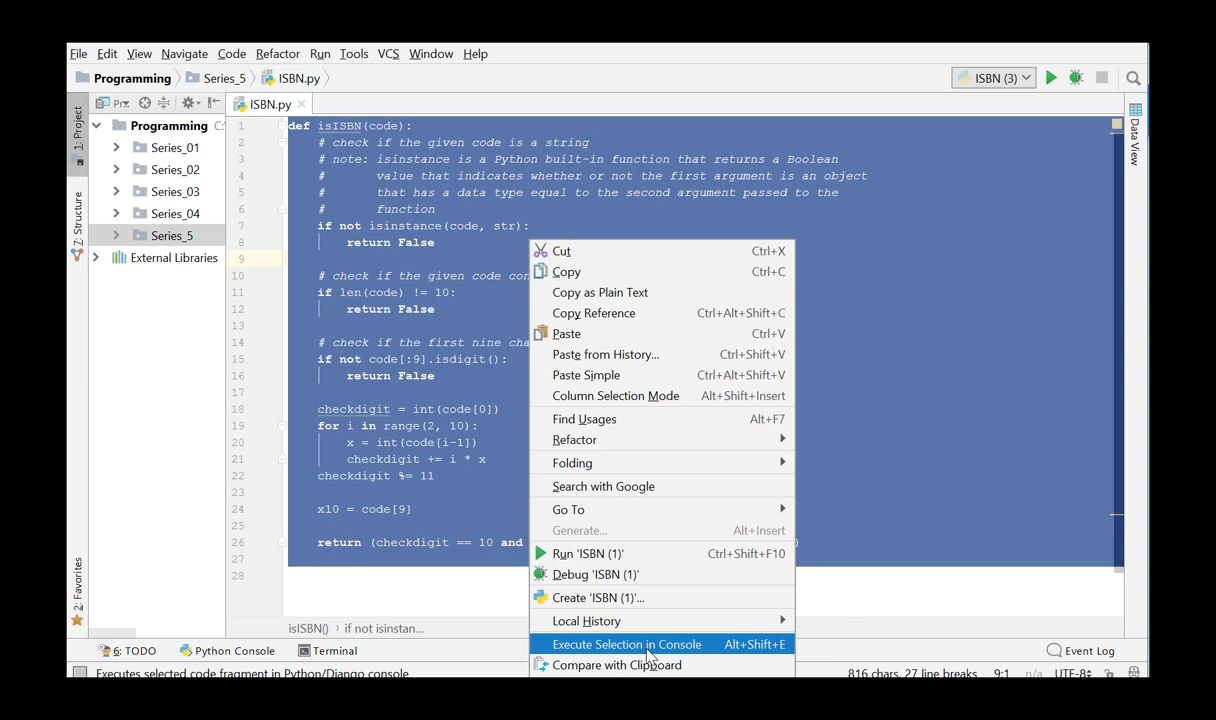 File Edit View Navigate Code Refactor Run Tools VCS Window Help
Programming Series_5 ISBN.py ISBN (3)
1: Project
7: Structure
2: Favorites
Pr
Programming C:
Series_01
Series_02
Series_03
Series_04
Series_5
External Libraries
ISBN.py
1 def isISBN(code):
2 # check if the given code is a string
3 # note: isinstance is a Python built-in function that returns a Boolean
4 # value that indicates whether or not the first argument is an object
5 # that has a data type equal to the second argument passed to the
6 # function
7 if not isinstance(code, str):
8 return False
9
10 # check if the given code con
11 if len(code) != 10:
12 return False
13
14 # check if the first nine cha
15 if not code[:9].isdigit():
16 return False
17
18 checkdigit = int(code[0])
19 for i in range(2, 10):
20 x = int(code[i-1])
21 checkdigit += i * x
22 checkdigit %= 11
23
24 x10 = code[9]
25
26 return (checkdigit == 10 and )
27
28
isISBN() if not isinstan...
Cut Ctrl+X
Copy Ctrl+C
Copy as Plain Text
Copy Reference Ctrl+Alt+Shift+C
Paste Ctrl+V
Paste from History... Ctrl+Shift+V
Paste Simple Ctrl+Alt+Shift+V
Column Selection Mode Alt+Shift+Insert
Find Usages Alt+F7
Refactor
Folding
Search with Google
Go To
Generate... Alt+Insert
Run 'ISBN (1)' Ctrl+Shift+F10
Debug 'ISBN (1)'
Create 'ISBN (1)'...
Local History
Execute Selection in Console Alt+Shift+E
Compare with Clipboard
Data View
6: TODO Python Console Terminal Event Log
Executes selected code fragment in Python/Django console 816 chars, 27 line breaks 9:1 n/a UTF-8